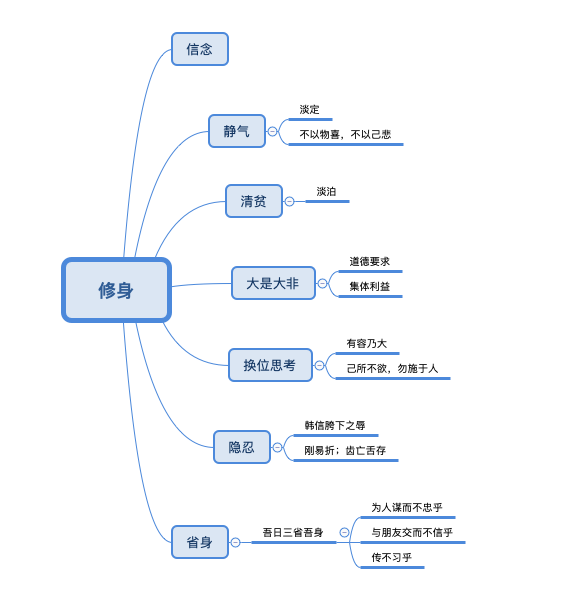 信念
静气
淡定
不以物喜，不以己悲
清贫
淡泊
修身
大是大非
道德要求
集体利益
换位思考
有容乃大
己所不欲，勿施于人
隐忍
韩信胯下之辱
刚易折；齿亡舌存
省身
吾日三省吾身
为人谋而不忠乎
与朋友交而不信乎
传不习乎